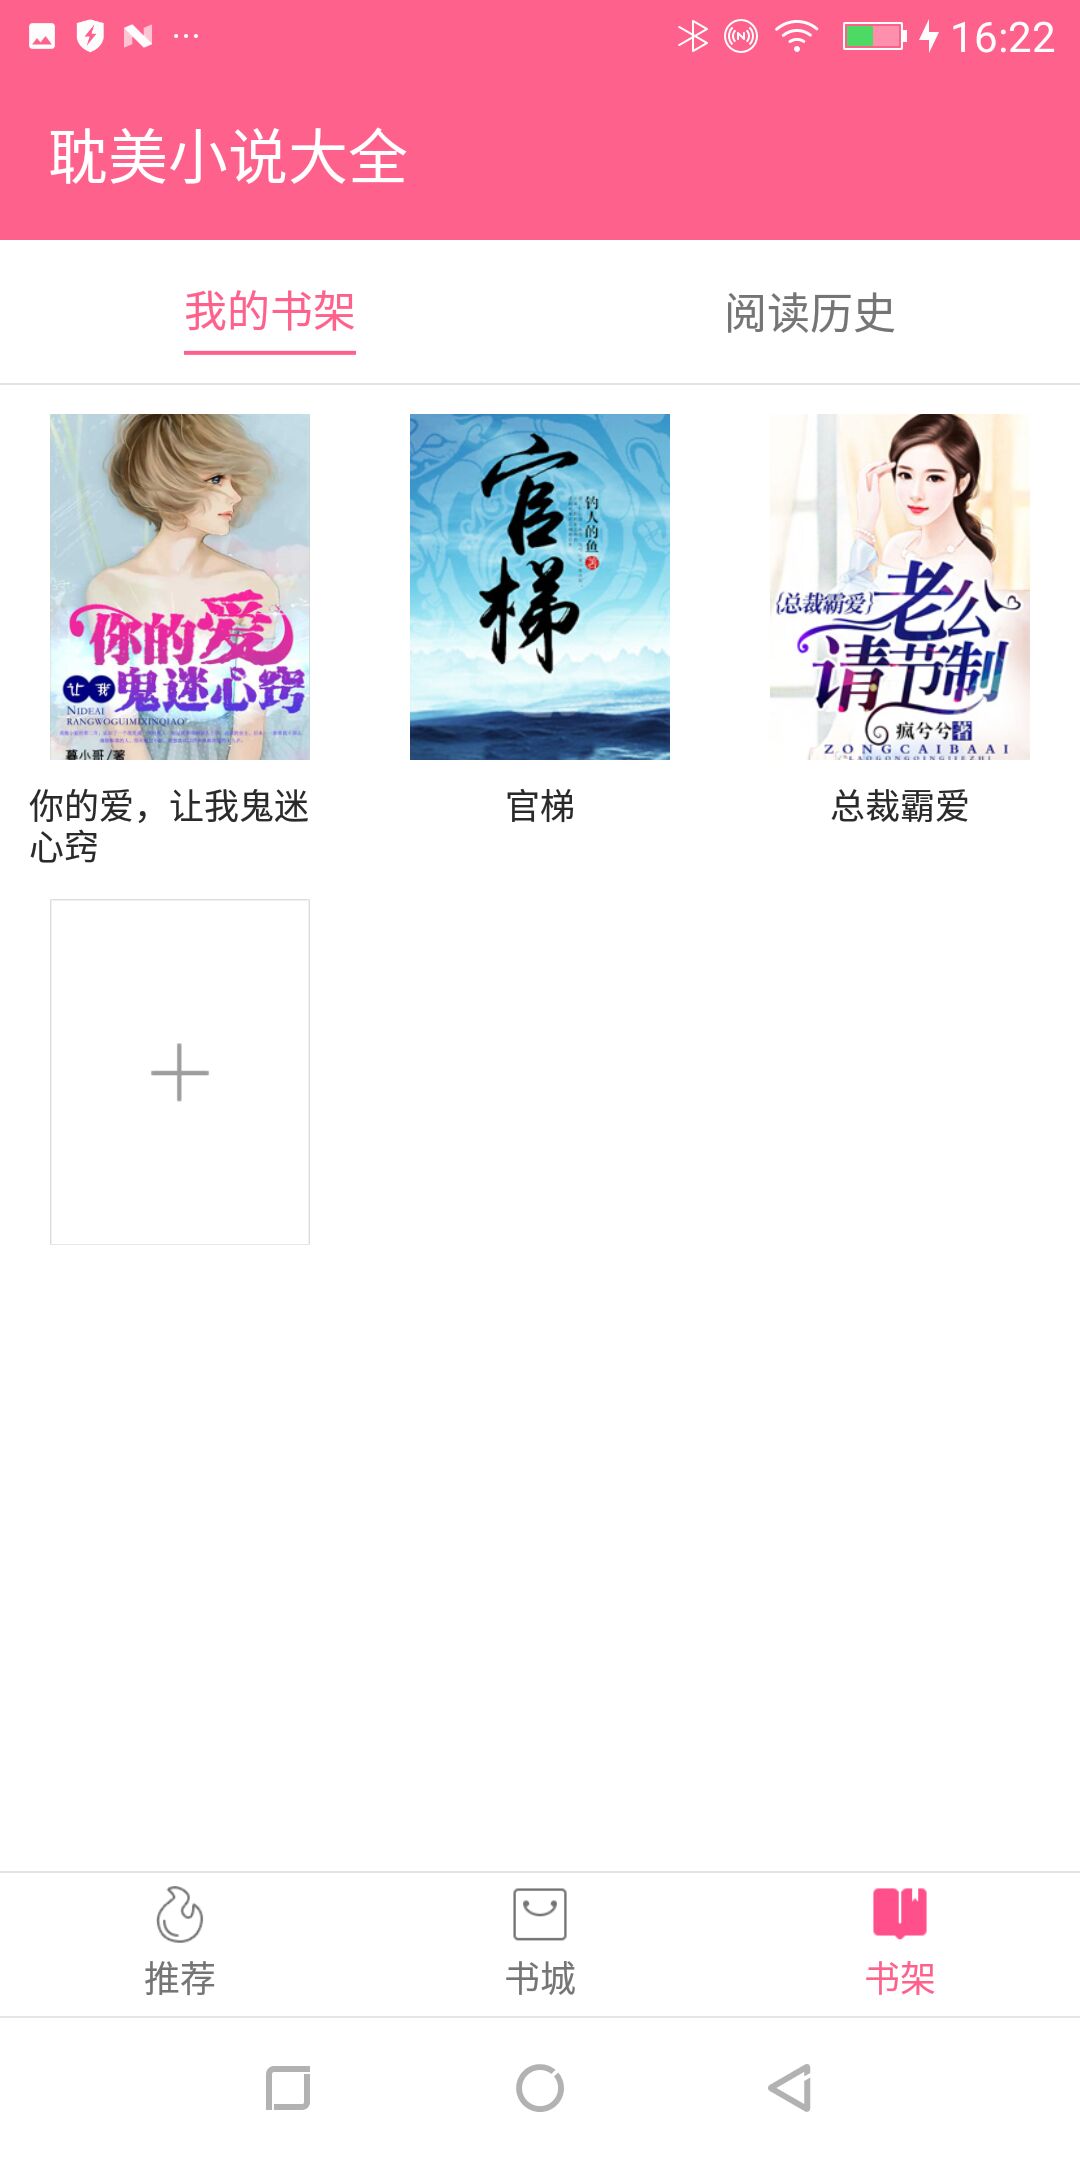 16:22
耽美小说大全
我的书架
阅读历史
你的爱
让我
鬼迷心窍
NIDEAI
RANGWOGUIMIXINQIAO
暮小哥/著
官梯
钓人的鱼
著
{总裁霸爱}
老公
请节制
疯兮兮著
ZONGCAIBAAI
LAOGONGQINGJIEZHI
你的爱，让我鬼迷
心窍
官梯
总裁霸爱
推荐
书城
书架